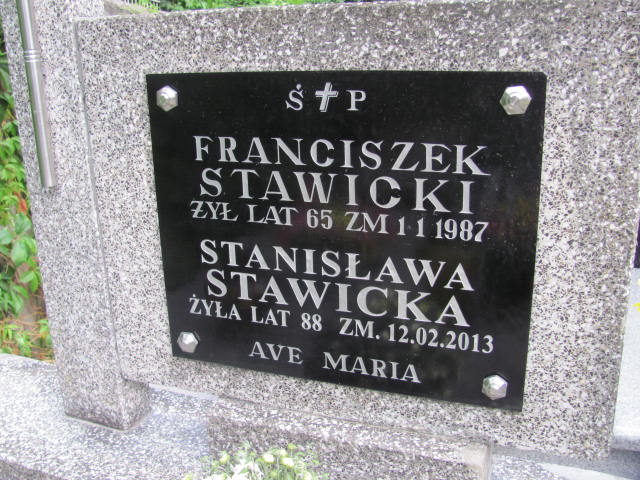 Ś✝P
FRANCISZEK
STAWICKI
ŻYŁ LAT 65 ZM 1 1 1987
STANISŁAWA
STAWICKA
ŻYŁA LAT 88 ZM. 12.02.2013
AVE MARIA